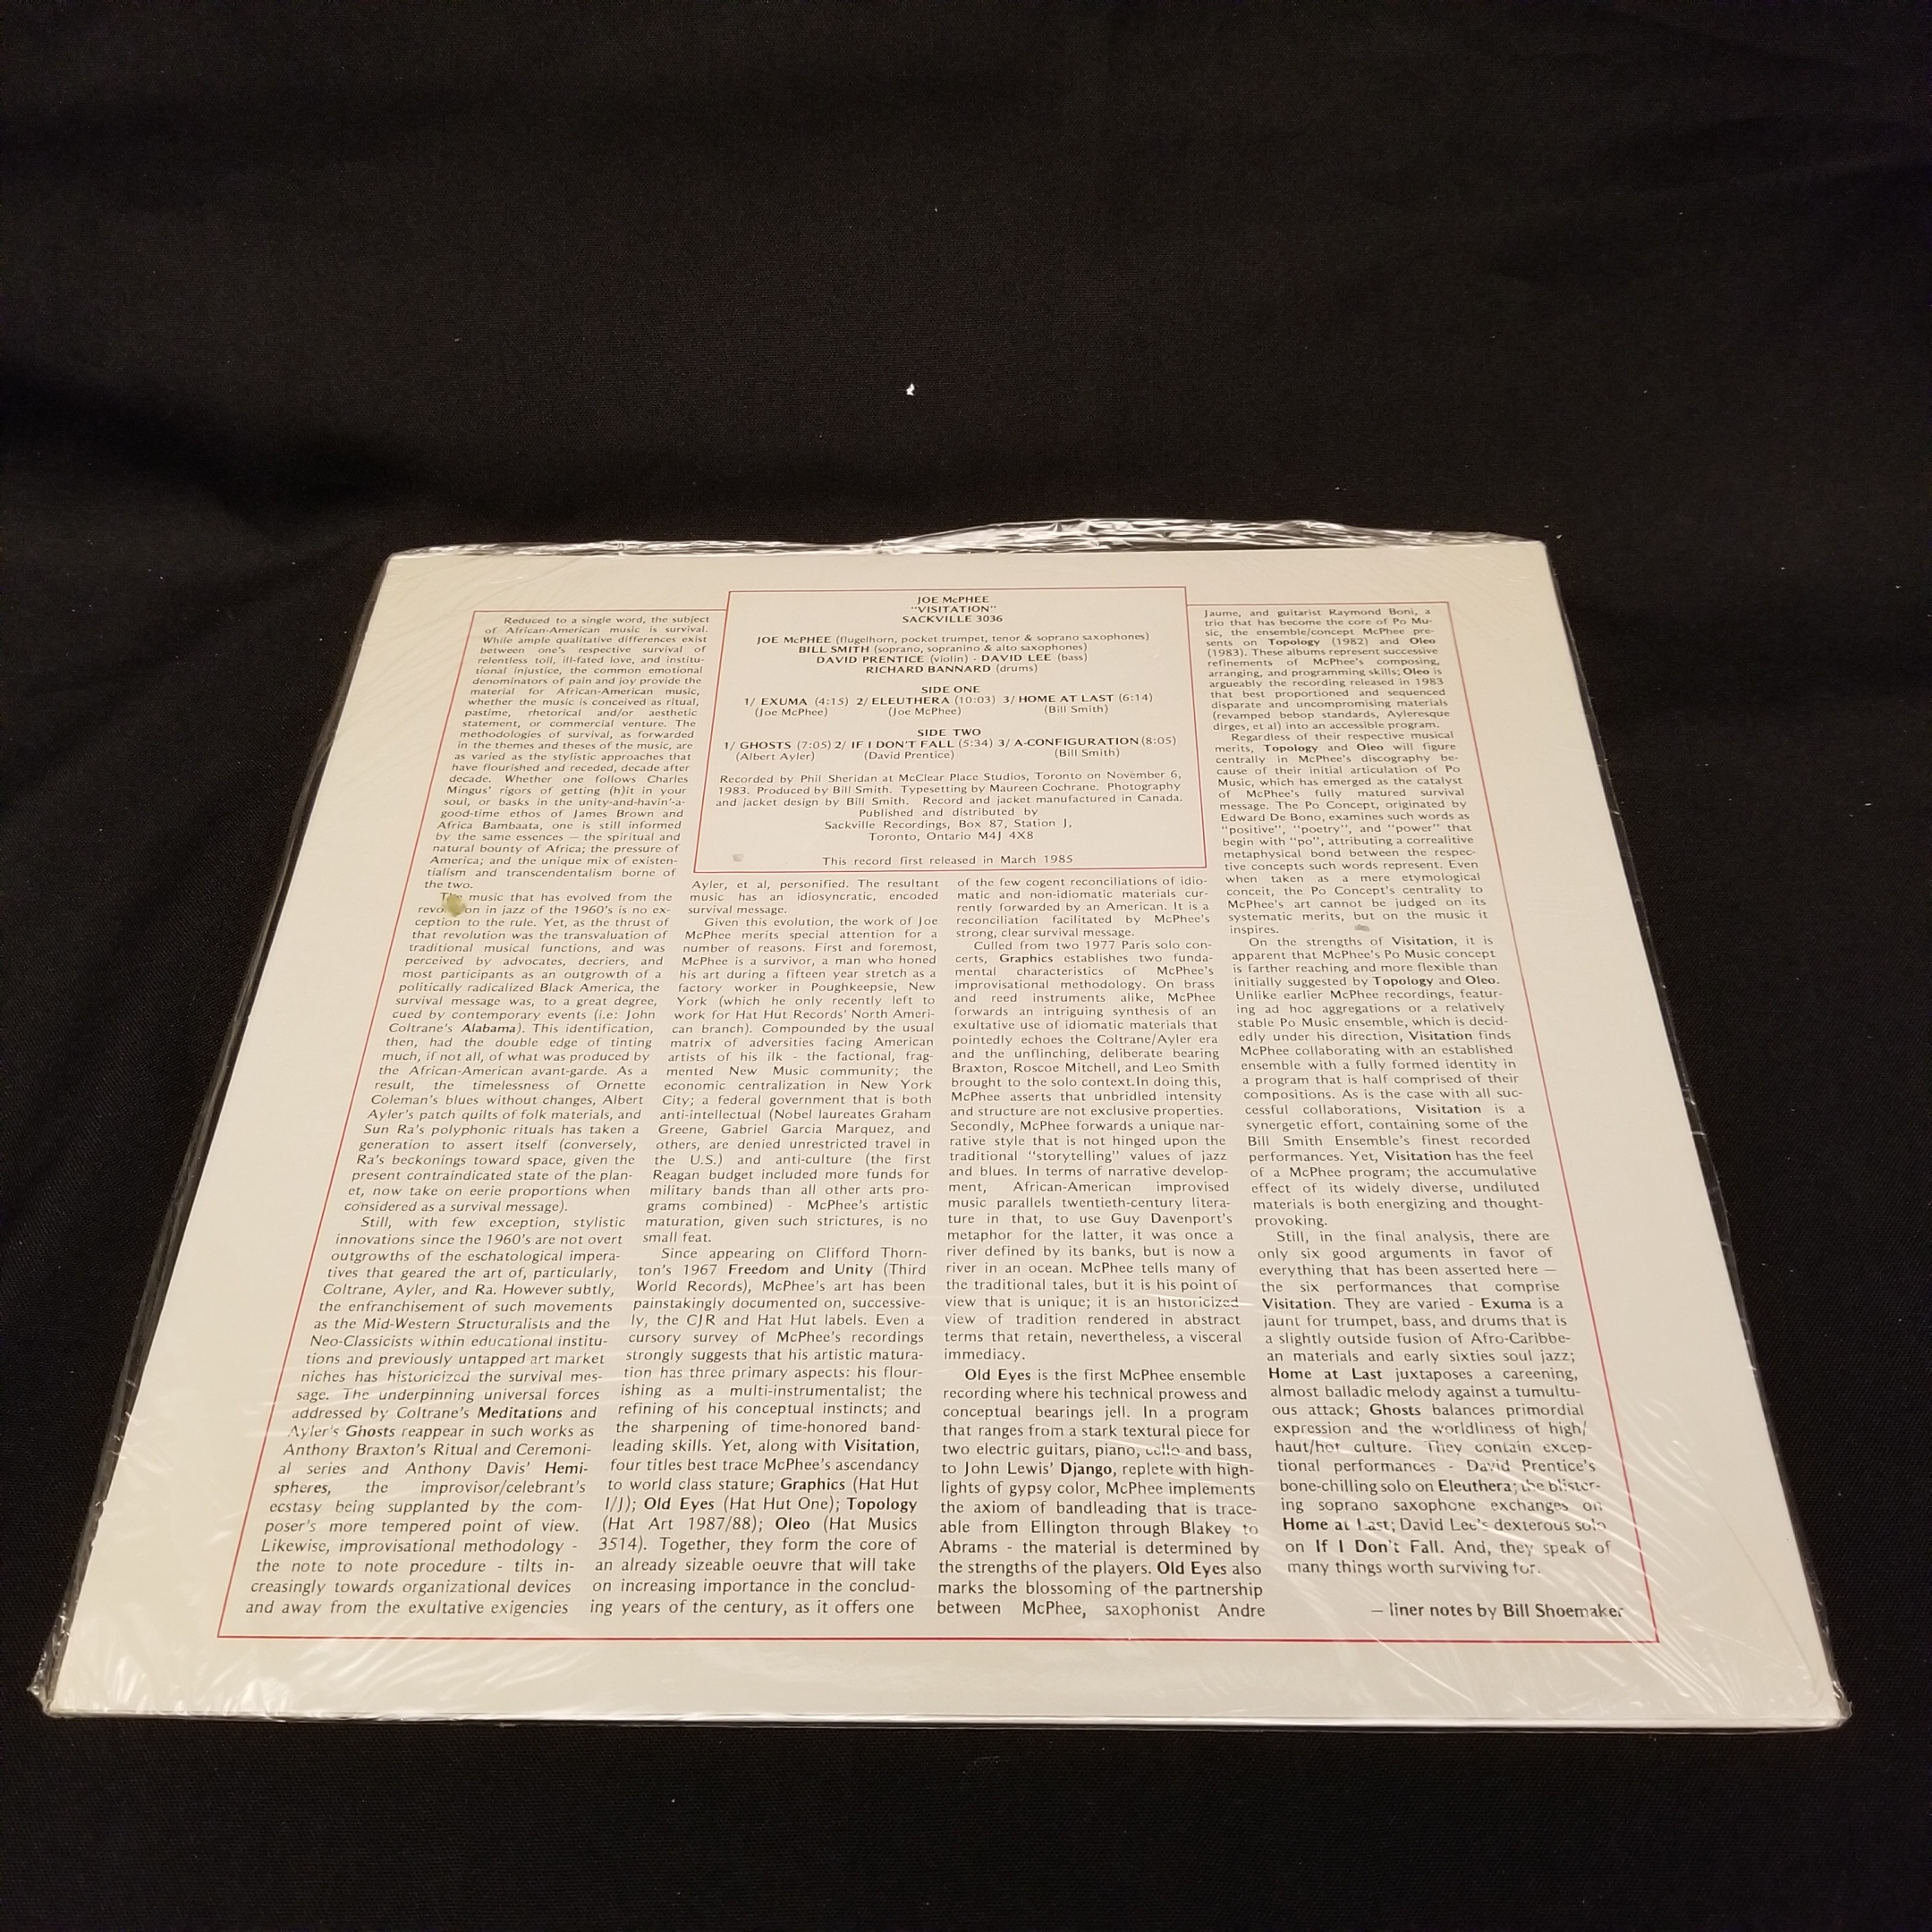 JOE McPHEE
"VISITATION"
SACKVILLE 3036
JOE McPHEE (flugelhorn, pocket trumpet, tenor & soprano saxophones)
BILL SMITH (soprano, sopranino & alto saxophones)
DAVID PRENTICE (violin) - DAVID LEE (bass)
RICHARD BANNARD (drums)
SIDE ONE
1/ EXUMA (4:15) 2/ ELEUTHERA (10:03) 3/ HOME AT LAST (6:14)
(Joe McPhee) (Joe McPhee) (Bill Smith)
SIDE TWO
1/ GHOSTS (7:05) 2/ IF I DON'T FALL (5:34) 3/ A-CONFIGURATION (8:05)
(Albert Ayler) (David Prentice) (Bill Smith)
Recorded by Phil Sheridan at McClear Place Studios, Toronto on November 6,
1983. Produced by Bill Smith. Typesetting by Maureen Cochrane. Photography
and jacket design by Bill Smith. Record and jacket manufactured in Canada.
Published and distributed by
Sackville Recordings, Box 87, Station J,
Toronto, Ontario M4J 4X8
This record first released in March 1985
Reduced to a single word, the subject
of African-American music is survival.
While ample qualitative differences exist
between one's respective survival of
relentless toil, ill-fated love, and institu-
tional injustice, the common emotional
denominators of pain and joy provide the
material for African-American music,
whether the music is conceived as ritual,
pastime, rhetorical and/or aesthetic
statement, or commercial venture. The
methodologies of survival, as forwarded
in the themes and theses of the music, are
as varied as the stylistic approaches that
have flourished and receded, decade after
decade. Whether one follows Charles
Mingus' rigors of getting (h)it in your
soul, or basks in the unity-and-havin'-a-
good-time ethos of James Brown and
Africa Bambaata, one is still informed
by the same essences — the spiritual and
natural bounty of Africa; the pressure of
America; and the unique mix of existen-
tialism and transcendentalism borne of
the two.
The music that has evolved from the
revolution in jazz of the 1960's is no ex-
ception to the rule. Yet, as the thrust of
that revolution was the transvaluation of
traditional musical functions, and was
perceived by advocates, decriers, and
most participants as an outgrowth of a
politically radicalized Black America, the
survival message was, to a great degree,
cued by contemporary events (i.e: John
Coltrane's Alabama). This identification,
then, had the double edge of tinting
much, if not all, of what was produced by
the African-American avant-garde. As a
result, the timelessness of Ornette
Coleman's blues without changes, Albert
Ayler's patch quilts of folk materials, and
Sun Ra's polyphonic rituals has taken a
generation to assert itself (conversely,
Ra's beckonings toward space, given the
present contraindicated state of the plan-
et, now take on eerie proportions when
considered as a survival message).
Still, with few exception, stylistic
innovations since the 1960's are not overt
outgrowths of the eschatological impera-
tives that geared the art of, particularly,
Coltrane, Ayler, and Ra. However subtly,
the enfranchisement of such movements
as the Mid-Western Structuralists and the
Neo-Classicists within educational institu-
tions and previously untapped art market
niches has historicized the survival mes-
sage. The underpinning universal forces
addressed by Coltrane's Meditations and
Ayler's Ghosts reappear in such works as
Anthony Braxton's Ritual and Ceremoni-
al series and Anthony Davis' Hemi-
spheres, the improvisor/celebrant's
ecstasy being supplanted by the com-
poser's more tempered point of view.
Likewise, improvisational methodology -
the note to note procedure - tilts in-
creasingly towards organizational devices
and away from the exultative exigencies
Ayler, et al, personified. The resultant
music has an idiosyncratic, encoded
survival message.
Given this evolution, the work of Joe
McPhee merits special attention for a
number of reasons. First and foremost,
McPhee is a survivor, a man who honed
his art during a fifteen year stretch as a
factory worker in Poughkeepsie, New
York (which he only recently left to
work for Hat Hut Records' North Ameri-
can branch). Compounded by the usual
matrix of adversities facing American
artists of his ilk - the factional, frag-
mented New Music community; the
economic centralization in New York
City; a federal government that is both
anti-intellectual (Nobel laureates Graham
Greene, Gabriel Garcia Marquez, and
others, are denied unrestricted travel in
the U.S.) and anti-culture (the first
Reagan budget included more funds for
military bands than all other arts pro-
grams combined) - McPhee's artistic
maturation, given such strictures, is no
small feat.
Since appearing on Clifford Thorn-
ton's 1967 Freedom and Unity (Third
World Records), McPhee's art has been
painstakingly documented on, successive-
ly, the CJR and Hat Hut labels. Even a
cursory survey of McPhee's recordings
strongly suggests that his artistic matura-
tion has three primary aspects: his flour-
ishing as a multi-instrumentalist; the
refining of his conceptual instincts; and
the sharpening of time-honored band-
leading skills. Yet, along with Visitation,
four titles best trace McPhee's ascendancy
to world class stature; Graphics (Hat Hut
I/J); Old Eyes (Hat Hut One); Topology
(Hat Art 1987/88); Oleo (Hat Musics
3514). Together, they form the core of
an already sizeable oeuvre that will take
on increasing importance in the conclud-
ing years of the century, as it offers one
of the few cogent reconciliations of idio-
matic and non-idiomatic materials cur-
rently forwarded by an American. It is a
reconciliation facilitated by McPhee's
strong, clear survival message.
Culled from two 1977 Paris solo con-
certs, Graphics establishes two funda-
mental characteristics of McPhee's
improvisational methodology. On brass
and reed instruments alike, McPhee
forwards an intriguing synthesis of an
exultative use of idiomatic materials that
pointedly echoes the Coltrane/Ayler era
and the unflinching, deliberate bearing
Braxton, Roscoe Mitchell, and Leo Smith
brought to the solo context.In doing this,
McPhee asserts that unbridled intensity
and structure are not exclusive properties.
Secondly, McPhee forwards a unique nar-
rative style that is not hinged upon the
traditional "storytelling" values of jazz
and blues. In terms of narrative develop-
ment, African-American improvised
music parallels twentieth-century litera-
ture in that, to use Guy Davenport's
metaphor for the latter, it was once a
river defined by its banks, but is now a
river in an ocean. McPhee tells many of
the traditional tales, but it is his point of
view that is unique; it is an historicized
view of tradition rendered in abstract
terms that retain, nevertheless, a visceral
immediacy.
Old Eyes is the first McPhee ensemble
recording where his technical prowess and
conceptual bearings jell. In a program
that ranges from a stark textural piece for
two electric guitars, piano, cello and bass,
to John Lewis' Django, replete with high-
lights of gypsy color, McPhee implements
the axiom of bandleading that is trace-
able from Ellington through Blakey to
Abrams - the material is determined by
the strengths of the players. Old Eyes also
marks the blossoming of the partnership
between McPhee, saxophonist Andre
Jaume, and guitarist Raymond Boni, a
trio that has become the core of Po Mu-
sic, the ensemble/concept McPhee pre-
sents on Topology (1982) and Oleo
(1983). These albums represent successive
refinements of McPhee's composing,
arranging, and programming skills; Oleo is
argueably the recording released in 1983
that best proportioned and sequenced
disparate and uncompromising materials
(revamped bebop standards, Ayleresque
dirges, et al) into an accessible program.
Regardless of their respective musical
merits, Topology and Oleo will figure
centrally in McPhee's discography be-
cause of their initial articulation of Po
Music, which has emerged as the catalyst
of McPhee's fully matured survival
message. The Po Concept, originated by
Edward De Bono, examines such words as
"positive", "poetry", and "power" that
begin with "po", attributing a correalitive
metaphysical bond between the respec-
tive concepts such words represent. Even
when taken as a mere etymological
conceit, the Po Concept's centrality to
McPhee's art cannot be judged on its
systematic merits, but on the music it
inspires.
On the strengths of Visitation, it is
apparent that McPhee's Po Music concept
is farther reaching and more flexible than
initially suggested by Topology and Oleo.
Unlike earlier McPhee recordings, featur-
ing ad hoc aggregations or a relatively
stable Po Music ensemble, which is decid-
edly under his direction, Visitation finds
McPhee collaborating with an established
ensemble with a fully formed identity in
a program that is half comprised of their
compositions. As is the case with all suc-
cessful collaborations, Visitation is a
synergetic effort, containing some of the
Bill Smith Ensemble's finest recorded
performances. Yet, Visitation has the feel
of a McPhee program; the accumulative
effect of its widely diverse, undiluted
materials is both energizing and thought-
provoking.
Still, in the final analysis, there are
only six good arguments in favor of
everything that has been asserted here —
the six performances that comprise
Visitation. They are varied - Exuma is a
jaunt for trumpet, bass, and drums that is
a slightly outside fusion of Afro-Caribbe-
an materials and early sixties soul jazz;
Home at Last juxtaposes a careening,
almost balladic melody against a tumultu-
ous attack; Ghosts balances primordial
expression and the worldliness of high/
haut/hot culture. They contain excep-
tional performances - David Prentice's
bone-chilling solo on Eleuthera; the blister-
ing soprano saxophone exchanges on
Home at Last; David Lee's dexterous solo
on If I Don't Fall. And, they speak of
many things worth surviving for.
— liner notes by Bill Shoemaker